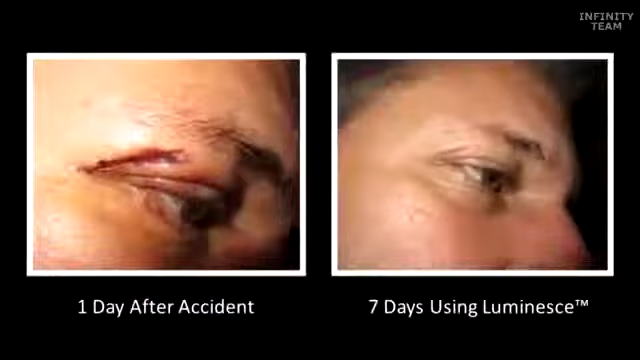 INFINITY
TEAM
1 Day After Accident
7 Days Using Luminesce™